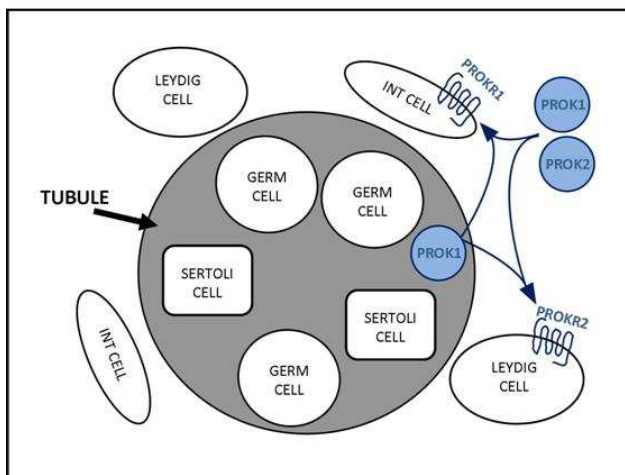 LEYDIG
CELL
INT CELL
PROKR1
PROK1
PROK2
GERM
CELL
GERM
CELL
TUBULE
PROK1
SERTOLI
CELL
SERTOLI
CELL
INT CELL
PROKR2
GERM
CELL
LEYDIG
CELL